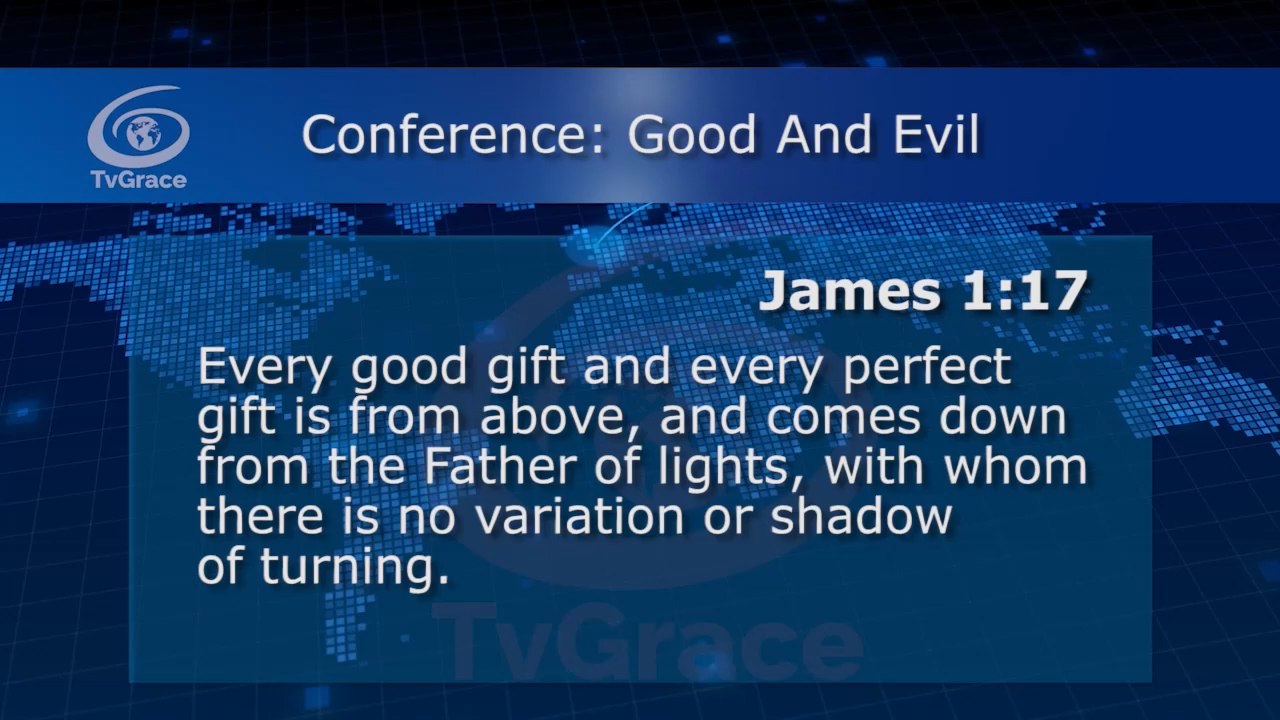 Conference: Good And Evil
TvGrace
James 1:17
Every good gift and every perfect
gift is from above, and comes down
from the Father of lights, with whom
there is no variation or shadow
of turning.
TvGrace